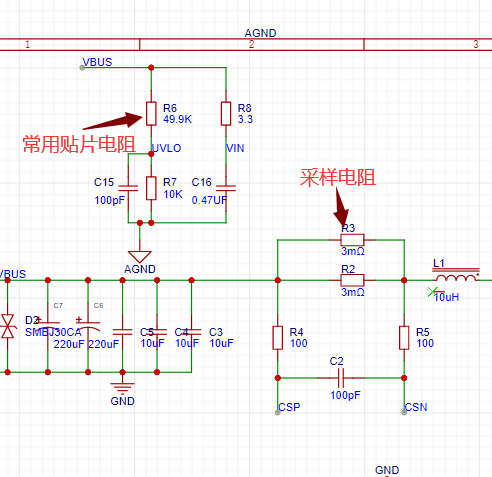 AGND
1 2 3
VBUS
R6
49.9K
R8
3.3
常用贴片电阻
UVLO
VIN
采样电阻
C15
100pF
R7
10K
C16
0.47UF
R3
3mΩ
AGND
VBUS
R2
3mΩ
L1
10uH
D2
SMBJ30CA
C7
220uF
C6
220uF
C5
10uF
C4
10uF
C3
10uF
R4
100
R5
100
C2
100pF
GND
CSP
CSN
GND